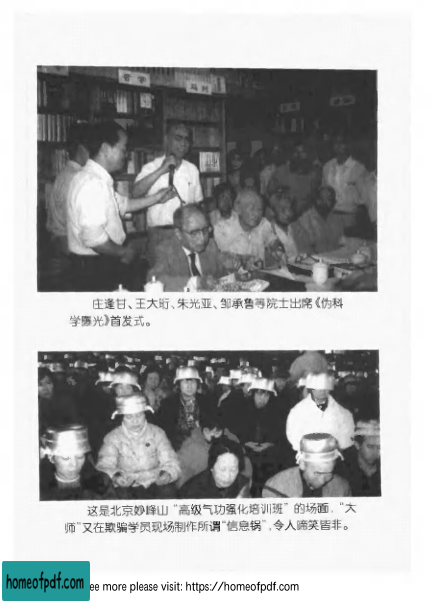 哲学
庄逢甘、王大珩、朱光亚、邹承鲁等院士出席《伪科
学曝光》首发式。
这是北京妙峰山“高级气功强化培训班”的场面，“大
师”又在欺骗学员现场制作所谓“信息锅”，令人啼笑皆非。
homeofpdf.com
ee more please visit: https://homeofpdf.com